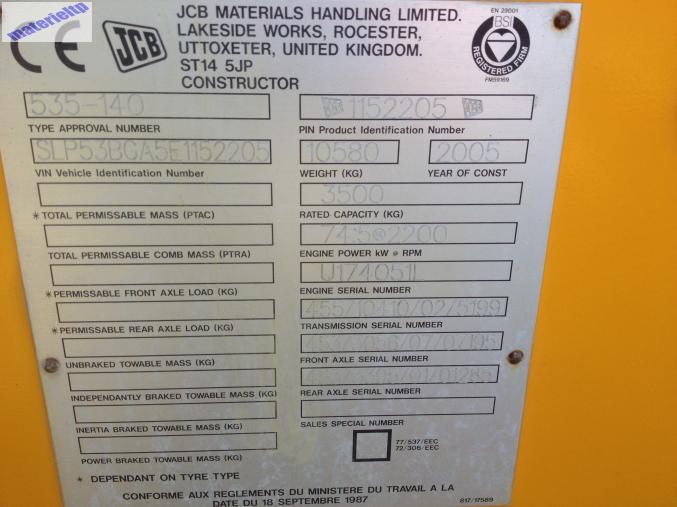 materieltp
CE
JCB
JCB MATERIALS HANDLING LIMITED.
LAKESIDE WORKS, ROCESTER,
UTTOXETER, UNITED KINGDOM.
ST14 5JP
CONSTRUCTOR
EN 29001
BSI
REGISTERED FIRM
FM59169
535-140
TYPE APPROVAL NUMBER
1152205
PIN Product Identification Number
SLP53BGA5E1152205
VIN Vehicle Identification Number
10580 2005
WEIGHT (KG) YEAR OF CONST
*TOTAL PERMISSABLE MASS (PTAC)
3500
RATED CAPACITY (KG)
TOTAL PERMISSABLE COMB MASS (PTRA)
74:5@2200
ENGINE POWER kW @ RPM
*PERMISSABLE FRONT AXLE LOAD (KG)
U174051L
ENGINE SERIAL NUMBER
*PERMISSABLE REAR AXLE LOAD (KG)
455/10410/02/5199
TRANSMISSION SERIAL NUMBER
UNBRAKED TOWABLE MASS (KG)
FRONT AXLE SERIAL NUMBER
INDEPENDANTLY BRAKED TOWABLE MASS (KG)
REAR AXLE SERIAL NUMBER
INERTIA BRAKED TOWABLE MASS (KG)
SALES SPECIAL NUMBER
POWER BRAKED TOWABLE MASS (KG)
77/537/EEC
72/306/EEC
* DEPENDANT ON TYRE TYPE
CONFORME AUX REGLEMENTS DU MINISTERE DU TRAVAIL A LA
DATE DU 18 SEPTEMBRE 1987
817/17589